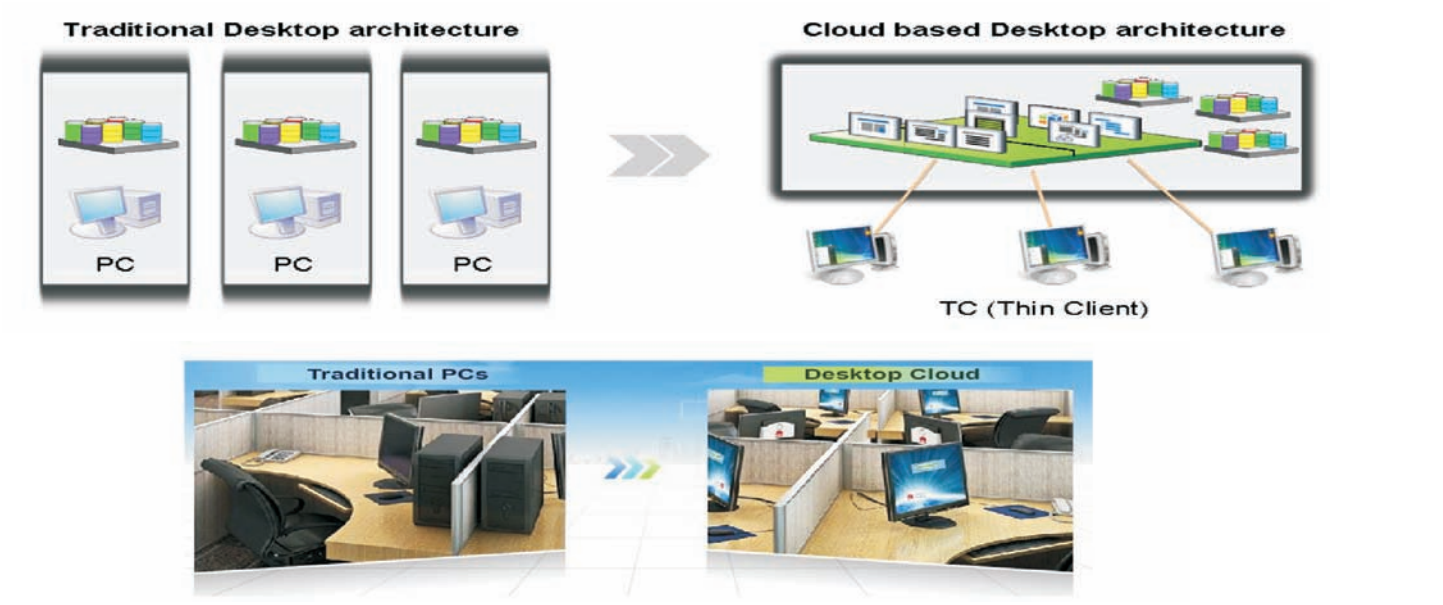 Traditional Desktop architecture
Cloud based Desktop architecture
PC
PC
PC
TC (Thin Client)
Traditional PCs
Desktop Cloud